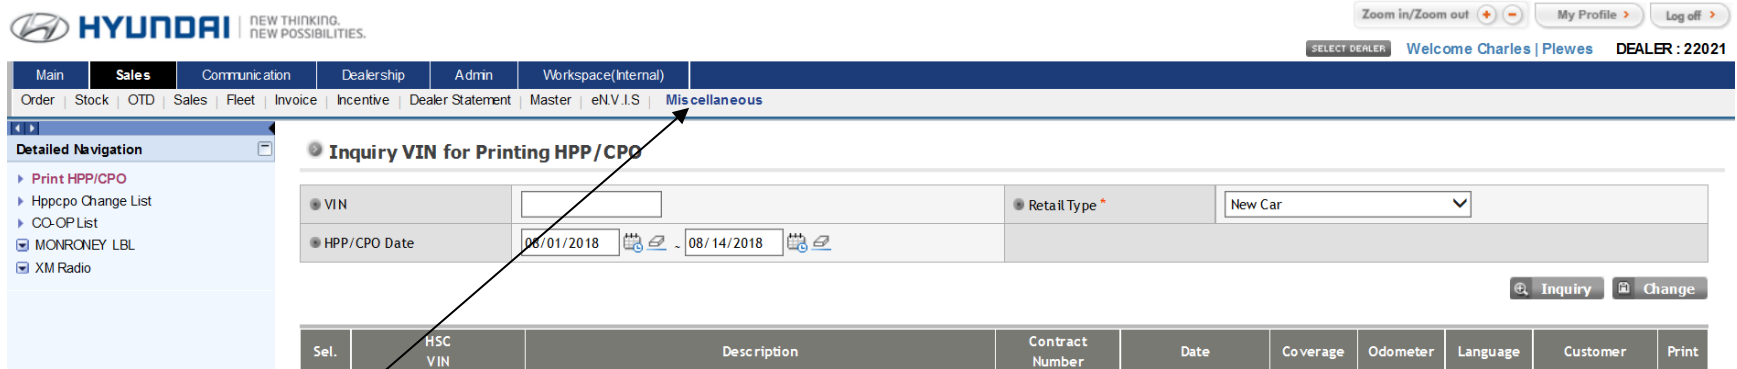 Zoom in/Zoom out
My Profile
Log off
HYUNDAI
NEW THINKING.
NEW POSSIBILITIES.
SELECT DEALER Welcome Charles | Plewes DEALER : 22021
Main Sales Communication Dealership Admin Workspace(Internal)
Order | Stock | OTD | Sales | Fleet | Invoice | Incentive | Dealer Statement | Master | eN.V.I.S | Miscellaneous
Detailed Navigation
Print HPP/CPO
Hppcpo Change List
CO-OP List
MONRONEY LBL
XM Radio
Inquiry VIN for Printing HPP/CPO
VIN
Retail Type * New Car
HPP/CPO Date 08/01/2018 ~ 08/14/2018
Inquiry Change
Sel. HSC VIN Description Contract Number Date Coverage Odometer Language Customer Print